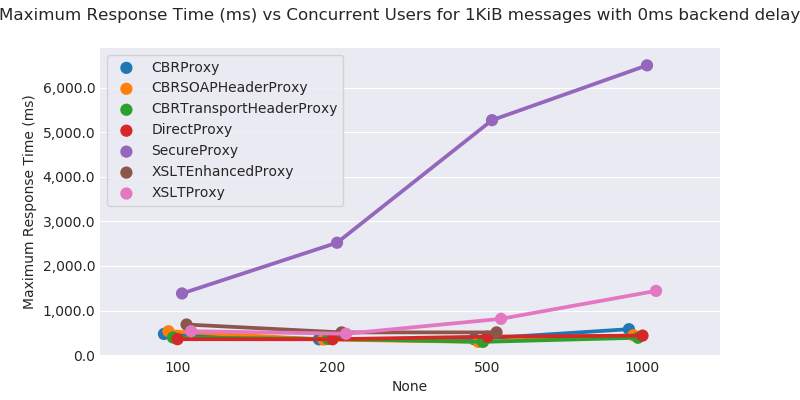 Maximum Response Time (ms) vs Concurrent Users for 1KiB messages with 0ms backend delay
CBRProxy
CBRSOAPHeaderProxy
CBRTransportHeaderProxy
DirectProxy
SecureProxy
XSLTEnhancedProxy
XSLTProxy
Maximum Response Time (ms)
6,000.0
5,000.0
4,000.0
3,000.0
2,000.0
1,000.0
0.0
100 200 500 1000
None